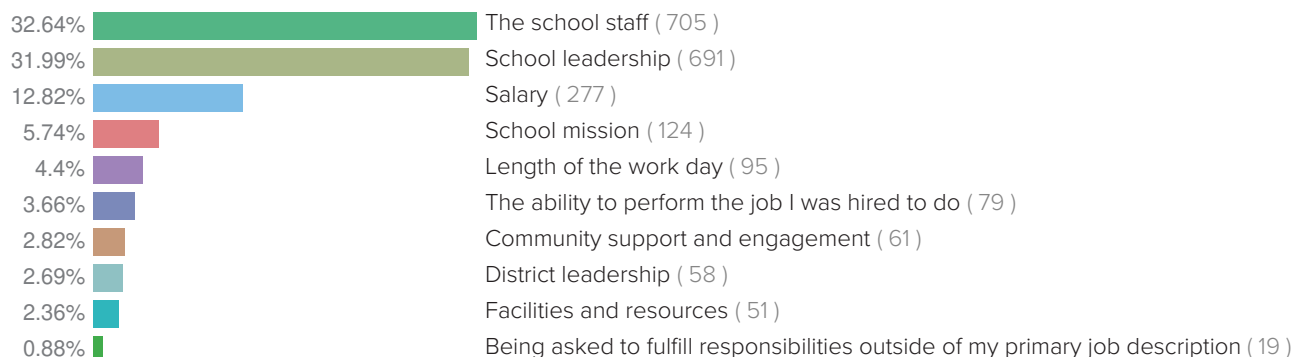 32.64% The school staff ( 705 )
31.99% School leadership ( 691 )
12.82% Salary ( 277 )
5.74% School mission ( 124 )
4.4% Length of the work day ( 95 )
3.66% The ability to perform the job I was hired to do ( 79 )
2.82% Community support and engagement ( 61 )
2.69% District leadership ( 58 )
2.36% Facilities and resources ( 51 )
0.88% Being asked to fulfill responsibilities outside of my primary job description ( 19 )